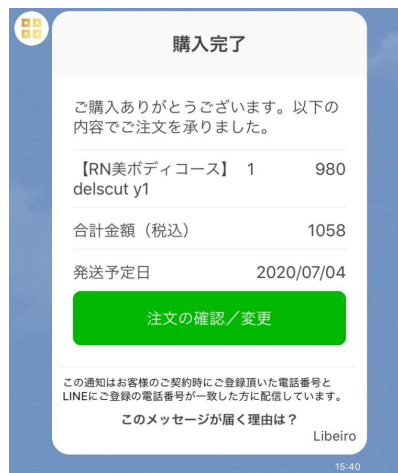 購入完了
ご購入ありがとうございます。以下の
内容でご注文を承りました。
【RN美ボディコース】 1 980
delscut y1
合計金額（税込） 1058
発送予定日 2020/07/04
注文の確認／変更
この通知はお客様のご契約時にご登録頂いた電話番号と
LINEにご登録の電話番号が一致した方に配信しています。
このメッセージが届く理由は？
Libeiro
15:40